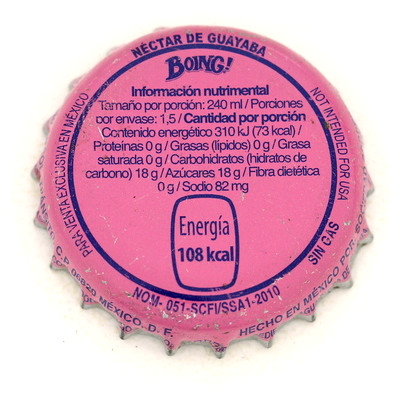 NÉCTAR DE GUAYABA
BOING!
Información nutrimental
Tamaño por porción: 240 ml / Porciones
por envase: 1,5 / Cantidad por porción
Contenido energético 310 kJ (73 kcal) /
Proteínas 0 g / Grasas (lípidos) 0 g / Grasa
saturada 0 g / Carbohidratos (hidratos de
carbono) 18 g / Azúcares 18 g / Fibra dietética
0 g / Sodio 82 mg
Energía
108 kcal
PARA VENTA EXCLUSIVA EN MÉXICO
NOT INTENDED FOR USA
SIN GAS
NOM- 051-SCFI/SSA1-2010
C.P. 06820 MÉXICO, D. F.
HECHO EN MÉXICO POR: